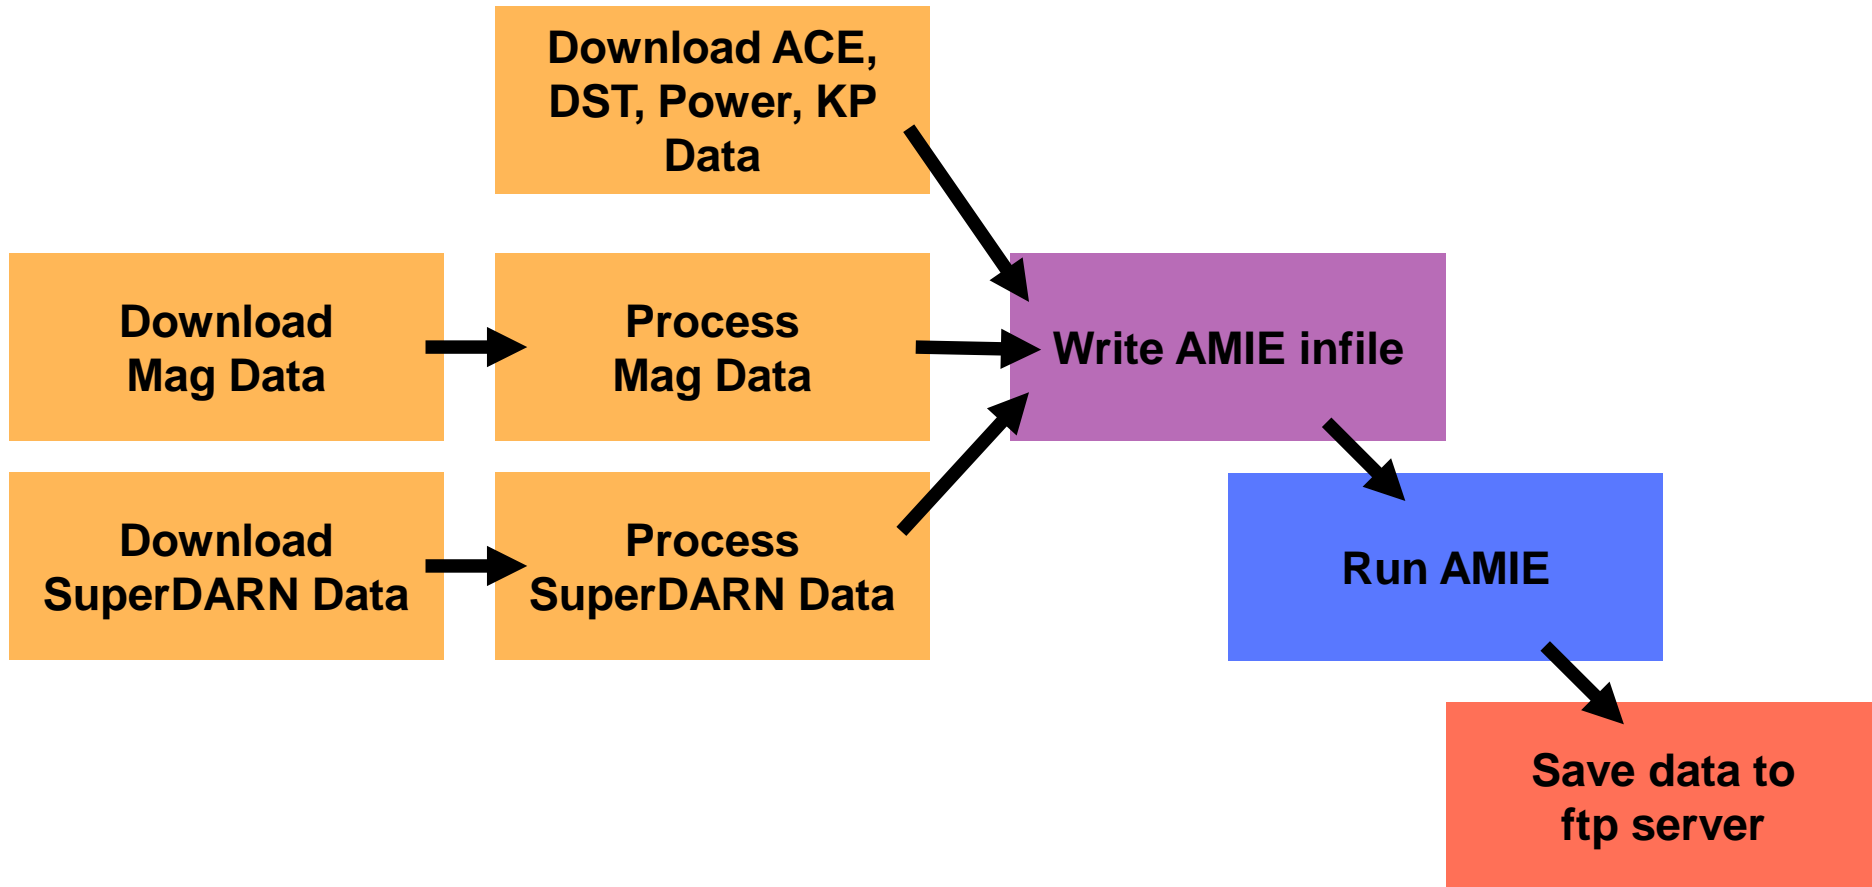 Download ACE,
DST, Power, KP
Data
Download
Mag Data
Process
Mag Data
Write AMIE infile
Download
SuperDARN Data
Process
SuperDARN Data
Run AMIE
Save data to
ftp server